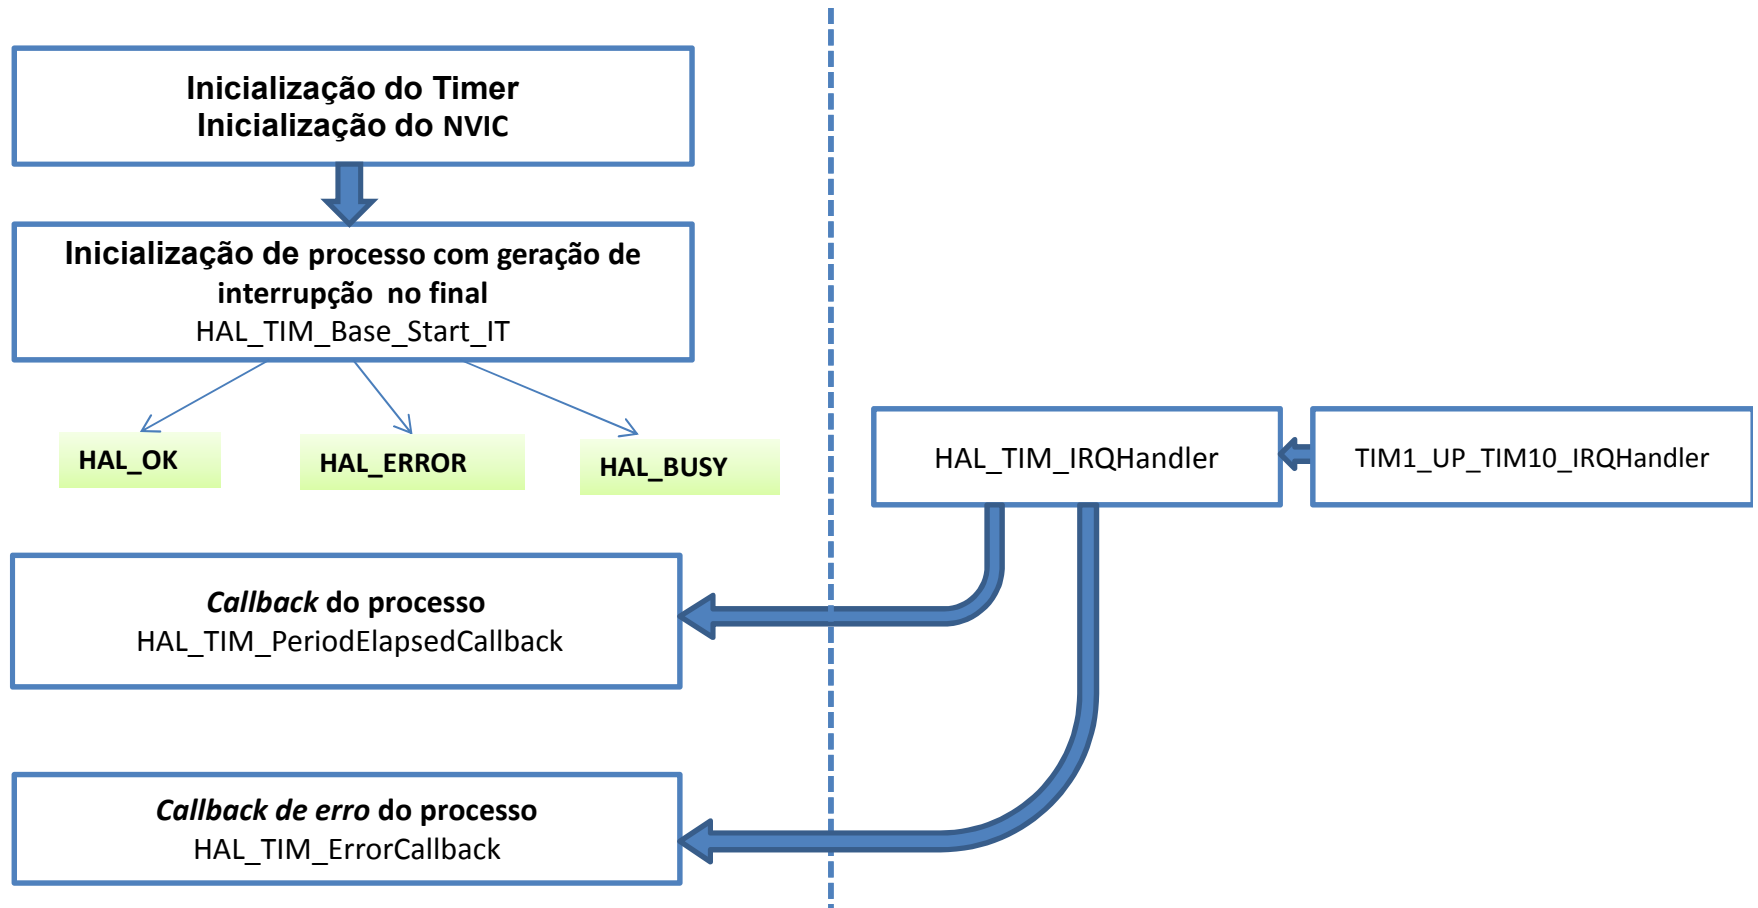 Inicialização do Timer
Inicialização do NVIC
Inicialização de processo com geração de
interrupção no final
HAL_TIM_Base_Start_IT
HAL_OK
HAL_ERROR
HAL_BUSY
HAL_TIM_IRQHandler
TIM1_UP_TIM10_IRQHandler
Callback do processo
HAL_TIM_PeriodElapsedCallback
Callback de erro do processo
HAL_TIM_ErrorCallback